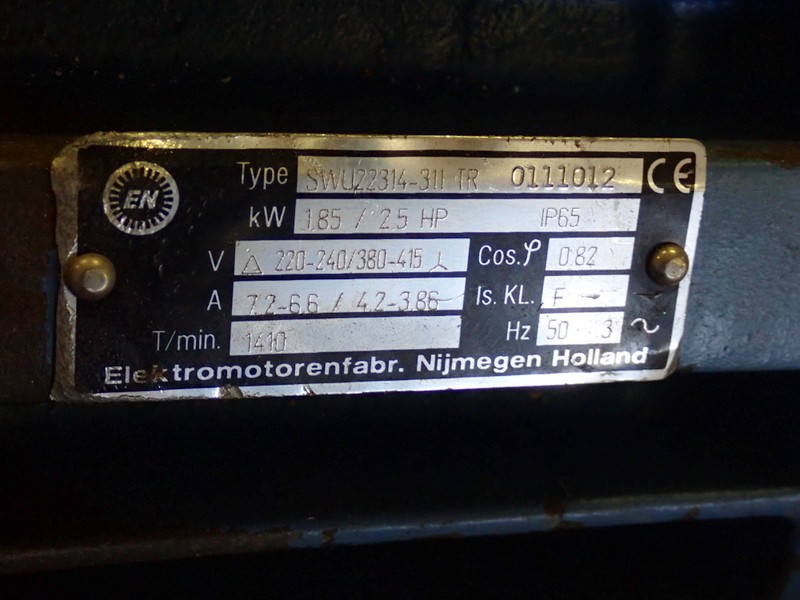 EN
Type SWU22314-311 TR 0111012 CE
kW 1.85 / 2.5 HP IP65
V △ 220-240/380-415 Cos.φ 0.82
A 7.2-6.6 / 4.2-3.86 Is. KL. F
T/min. 1410 Hz 50 3 ~
Elektromotorenfabr. Nijmegen Holland